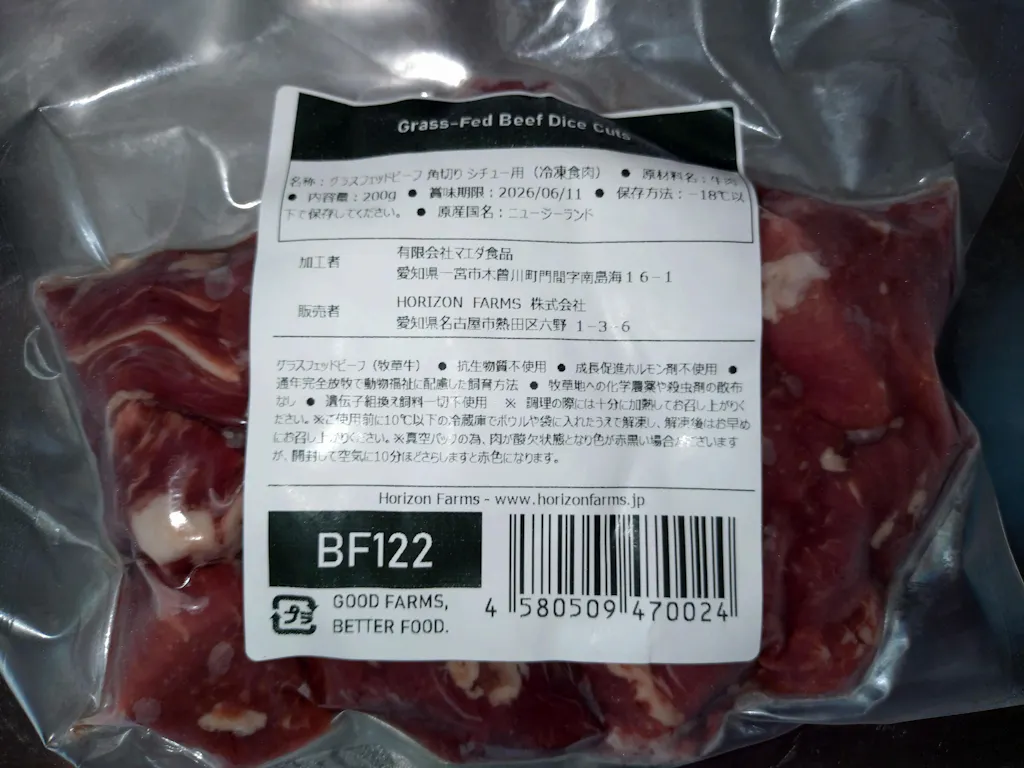 Grass-Fed Beef Dice Cuts
名称：グラスフェッドビーフ 角切り シチュー用（冷凍食肉） ● 原材料名：牛肉
● 内容量：200g ● 賞味期限：2026/06/11 ● 保存方法：－18℃以
下で保存してください。 ● 原産国名：ニュージーランド
加工者 有限会社マエダ食品
愛知県一宮市木曽川町門間字南島海１６－１
販売者 HORIZON FARMS 株式会社
愛知県名古屋市熱田区六野 1-3-6
グラスフェッドビーフ（牧草牛） ● 抗生物質不使用 ● 成長促進ホルモン剤不使用 ●
通年完全放牧で動物福祉に配慮した飼育方法 ● 牧草地への化学農薬や殺虫剤の散布
なし ● 遺伝子組換え飼料一切不使用 ※ 調理の際には十分に加熱してお召し上がりく
ださい。※ご使用前に10℃以下の冷蔵庫でボウルや袋に入れたうえで解凍し、解凍後はお早め
にお召し上がりください。※真空パックの為、肉が酸欠状態となり色が赤黒い場合がございます
が、開封して空気に10分ほどさらしますと赤色になります。
Horizon Farms - www.horizonfarms.jp
BF122
プラ
GOOD FARMS,
BETTER FOOD.
4 580509 470024